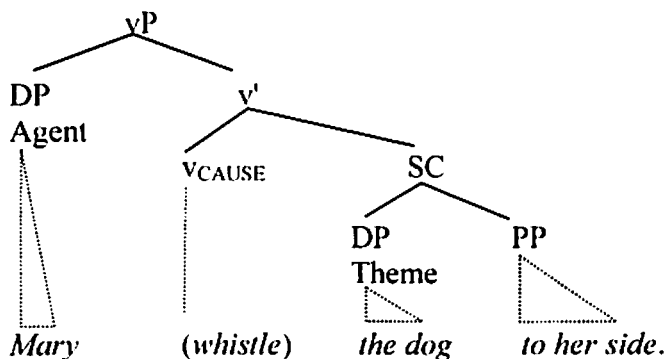 vP
DP v'
Agent
vCAUSE SC
DP PP
Theme
Mary (whistle) the dog to her side.